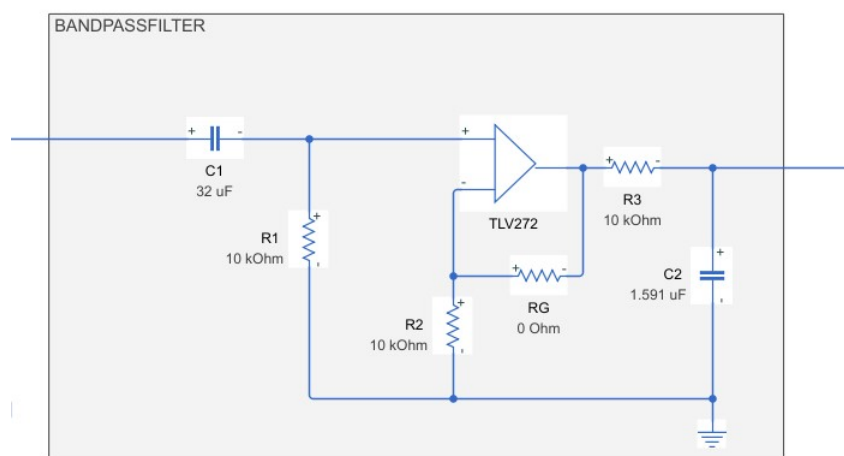 BANDPASSFILTER
+ -
C1
32 uF
+
-
TLV272
+ -
R3
10 kOhm
+
R1
10 kOhm
-
+ -
RG
0 Ohm
+
C2
1.591 uF
-
+
R2
10 kOhm
-